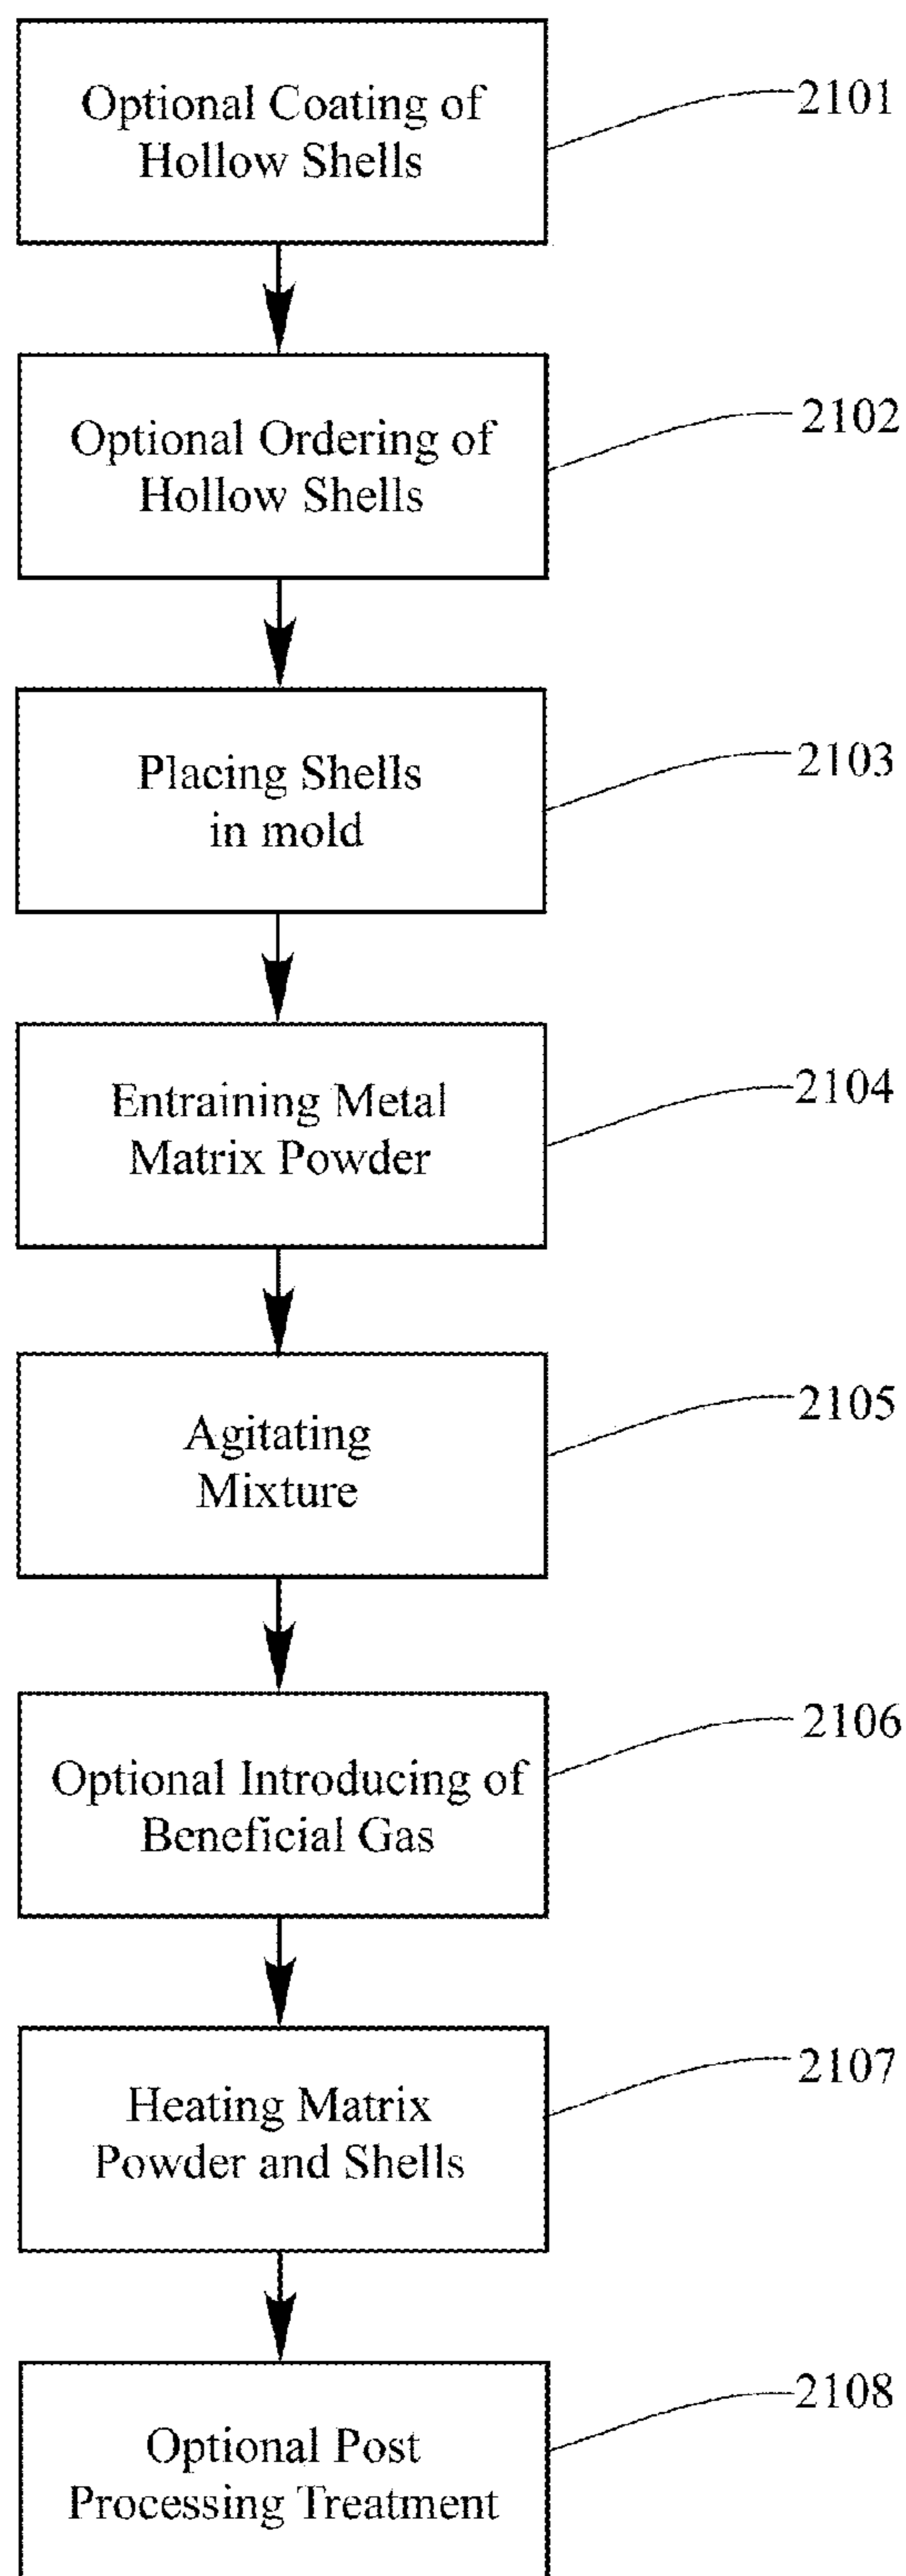 Optional Coating of
Hollow Shells
2101
Optional Ordering of
Hollow Shells
2102
Placing Shells
in mold
2103
Entraining Metal
Matrix Powder
2104
Agitating
Mixture
2105
Optional Introducing of
Beneficial Gas
2106
Heating Matrix
Powder and Shells
2107
Optional Post
Processing Treatment
2108